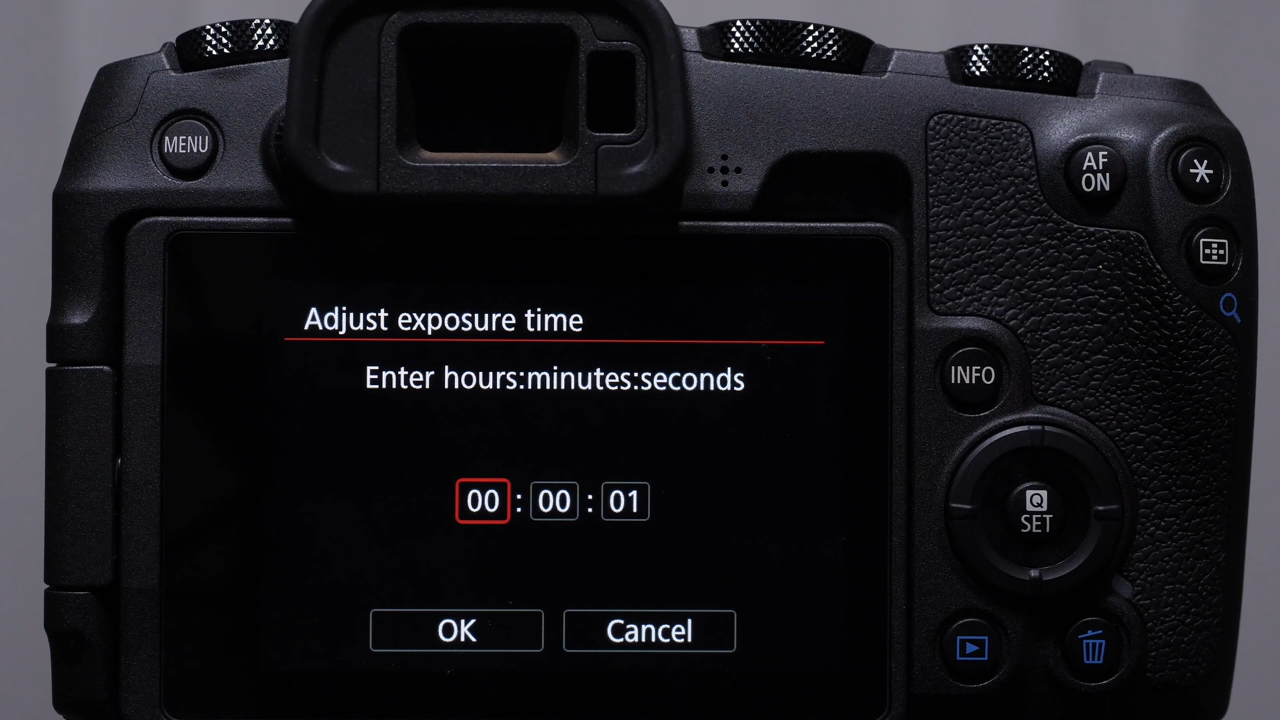 MENU
AF
ON
Adjust exposure time
Enter hours:minutes:seconds
INFO
00 : 00 : 01
Q
SET
OK
Cancel